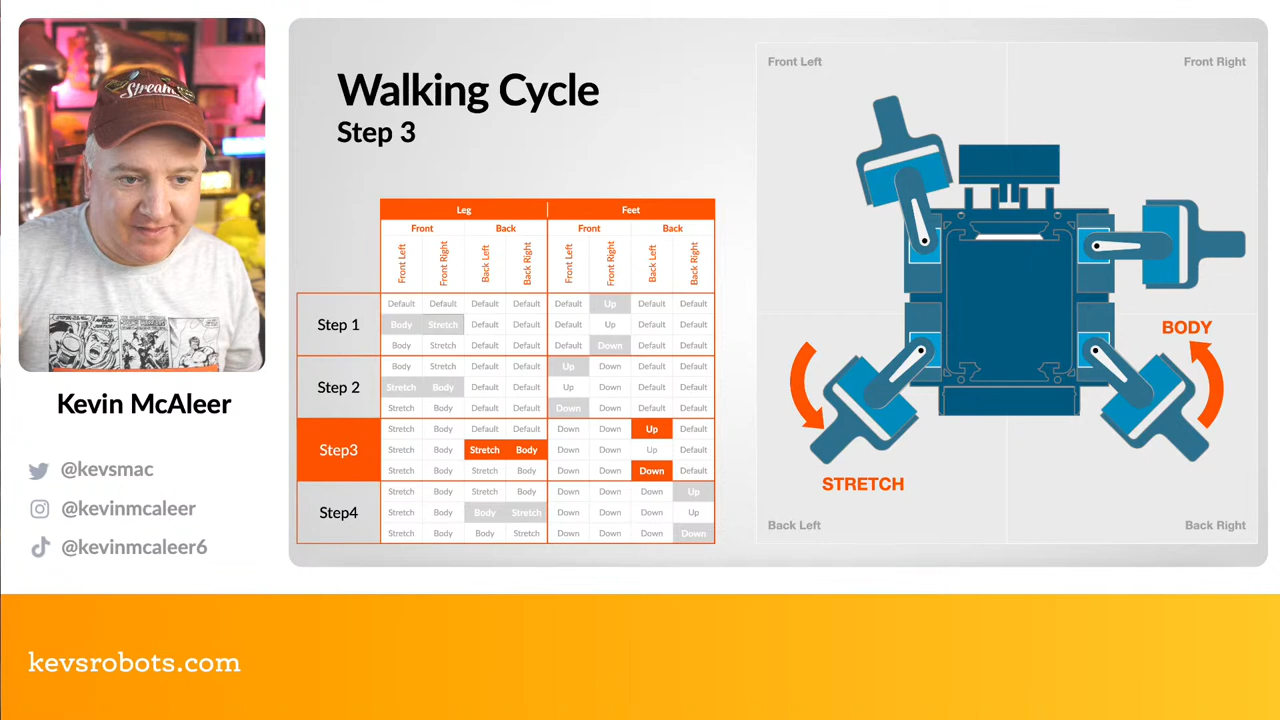 Stream
Kevin McAleer
@kevsmac
@kevinmcaleer
@kevinmcaleer6
Walking Cycle
Step 3
Leg Feet
Front Back Front Back
Front Left Front Right Back Left Back Right Front Left Front Right Back Left Back Right
Step 1
Default Default Default Default Default Up Default Default
Body Stretch Default Default Default Up Default Default
Body Stretch Default Default Default Down Default Default
Step 2
Body Stretch Default Default Up Down Default Default
Stretch Body Default Default Up Down Default Default
Stretch Body Default Default Down Down Default Default
Step3
Stretch Body Default Default Down Down Up Default
Stretch Body Stretch Body Down Down Up Default
Stretch Body Stretch Body Down Down Down Default
Step4
Stretch Body Stretch Body Down Down Down Up
Stretch Body Body Stretch Down Down Down Up
Stretch Body Body Stretch Down Down Down Down
Front Left Front Right
BODY
STRETCH
Back Left Back Right
kevsrobots.com